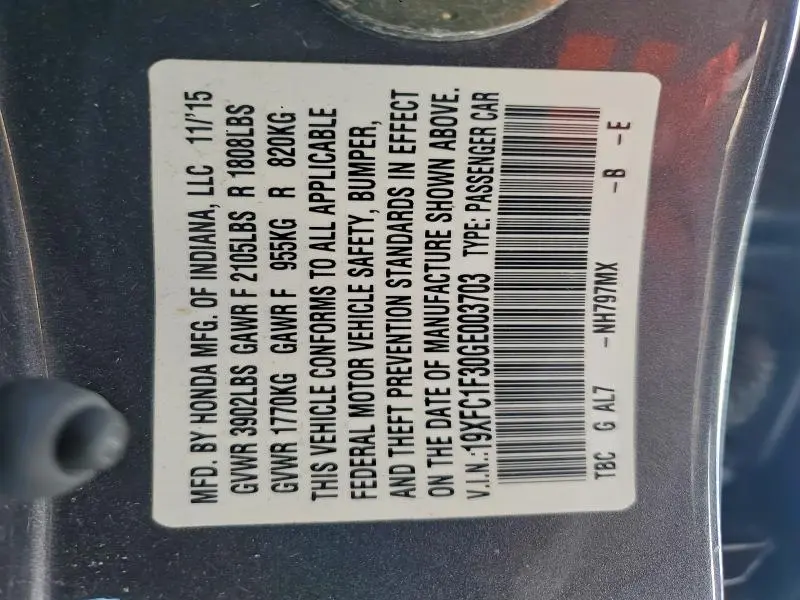 MFD. BY HONDA MFG. OF INDIANA, LLC 11/'15
GVWR 3902LBS GAWR F 2105LBS R 1808LBS
GVWR 1770KG GAWR F 955KG R 820KG
THIS VEHICLE CONFORMS TO ALL APPLICABLE
FEDERAL MOTOR VEHICLE SAFETY, BUMPER,
AND THEFT PREVENTION STANDARDS IN EFFECT
ON THE DATE OF MANUFACTURE SHOWN ABOVE.
V.I.N.:19XFC1F30GE003703 TYPE: PASSENGER CAR
TBC G AL7 -NH797MX -B -E